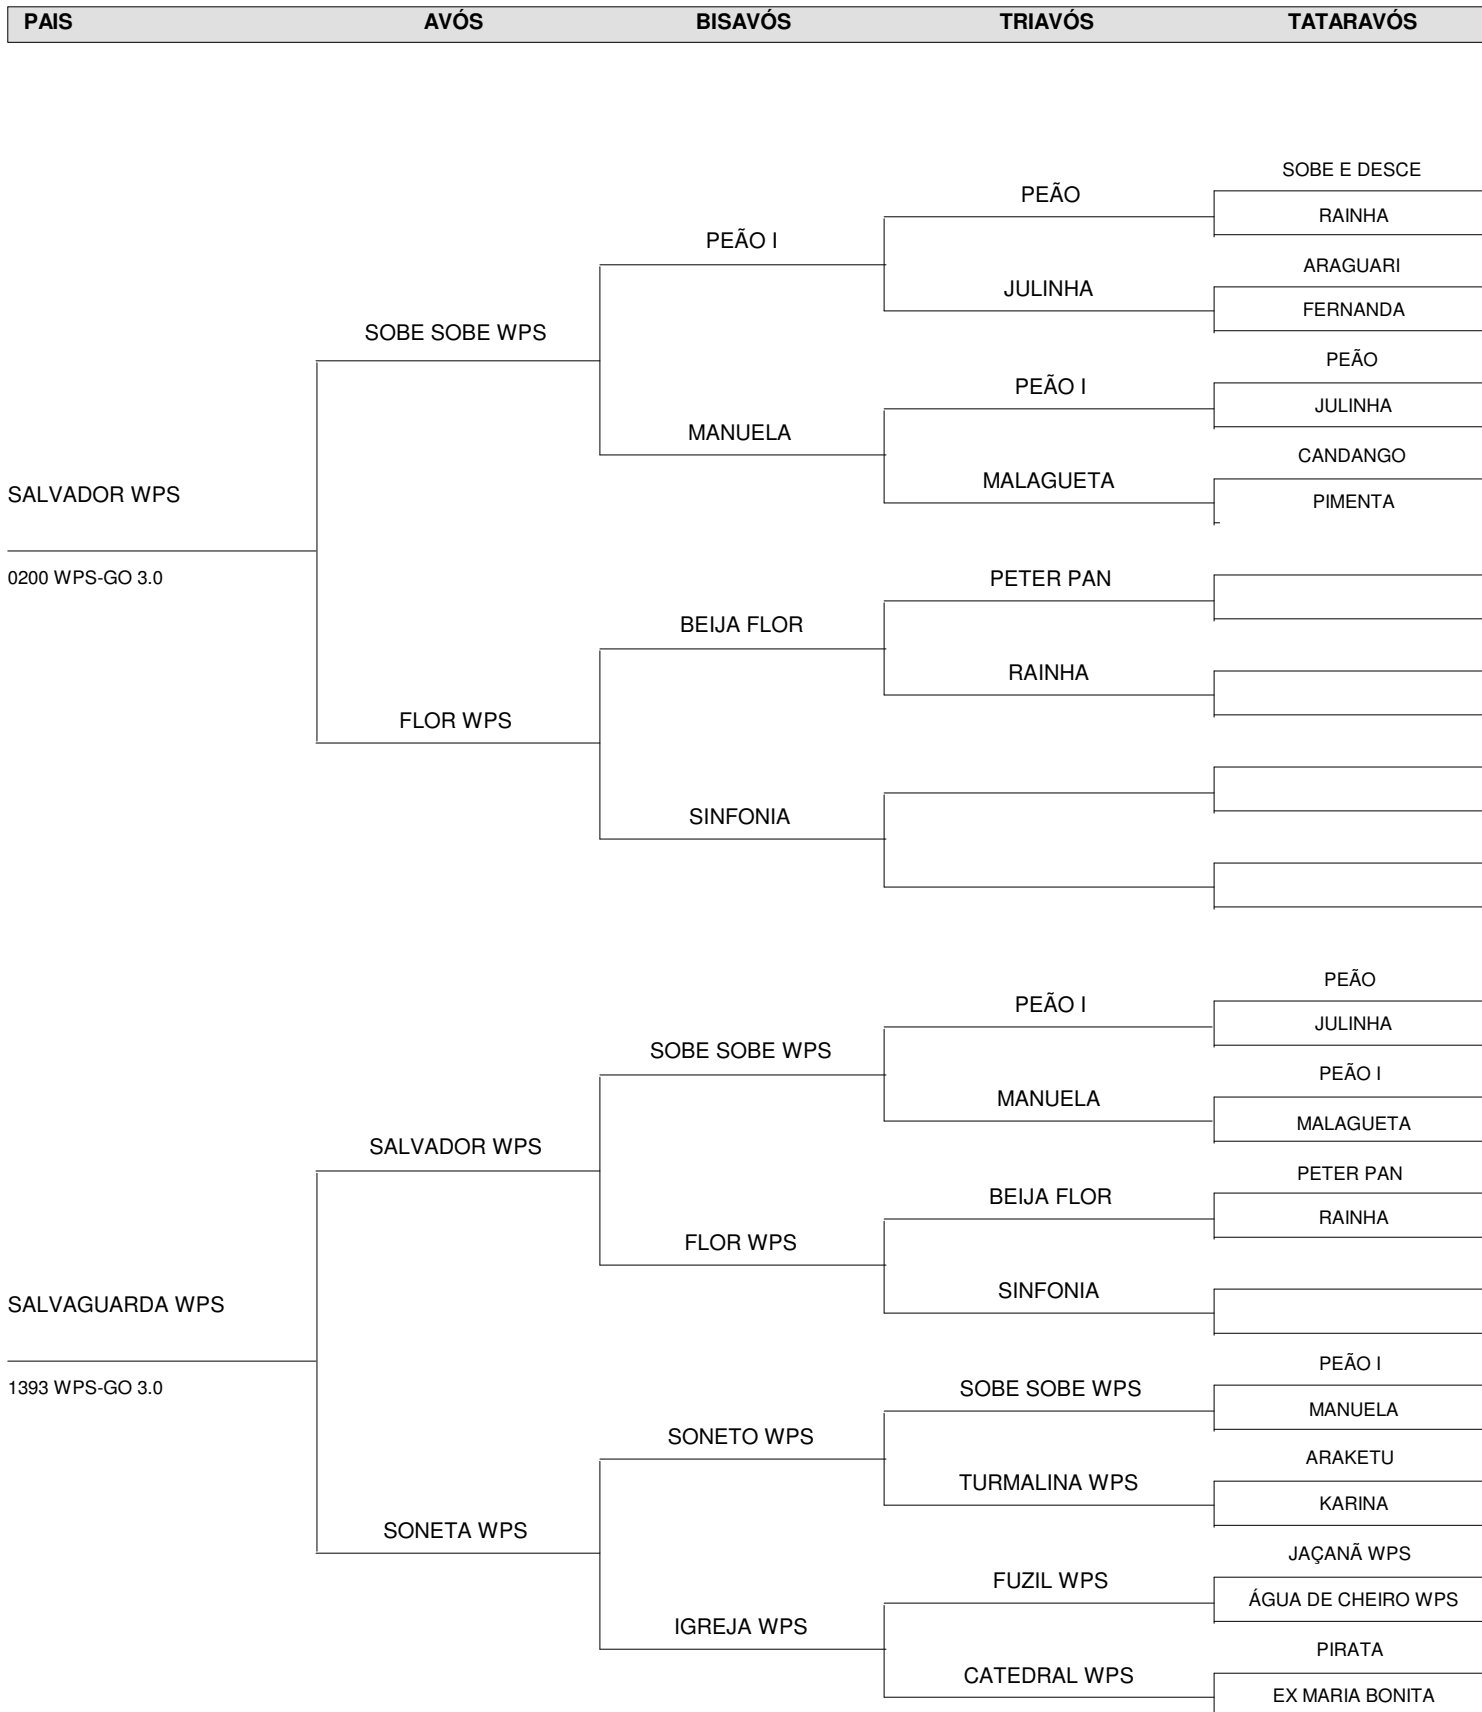 PAIS AVÓS BISAVÓS TRIAVÓS TATARAVÓS
SOBE E DESCE
PEÃO
RAINHA
PEÃO I
ARAGUARI
JULINHA
FERNANDA
SOBE SOBE WPS
PEÃO
PEÃO I
JULINHA
MANUELA
CANDANGO
MALAGUETA
SALVADOR WPS
PIMENTA
0200 WPS-GO 3.0
PETER PAN
BEIJA FLOR
RAINHA
FLOR WPS
SINFONIA
PEÃO
PEÃO I
JULINHA
SOBE SOBE WPS
PEÃO I
MANUELA
MALAGUETA
SALVADOR WPS
PETER PAN
BEIJA FLOR
RAINHA
FLOR WPS
SINFONIA
SALVAGUARDA WPS
PEÃO I
1393 WPS-GO 3.0
SOBE SOBE WPS
MANUELA
SONETO WPS
ARAKETU
TURMALINA WPS
KARINA
SONETA WPS
JAÇANÃ WPS
FUZIL WPS
ÁGUA DE CHEIRO WPS
IGREJA WPS
PIRATA
CATEDRAL WPS
EX MARIA BONITA